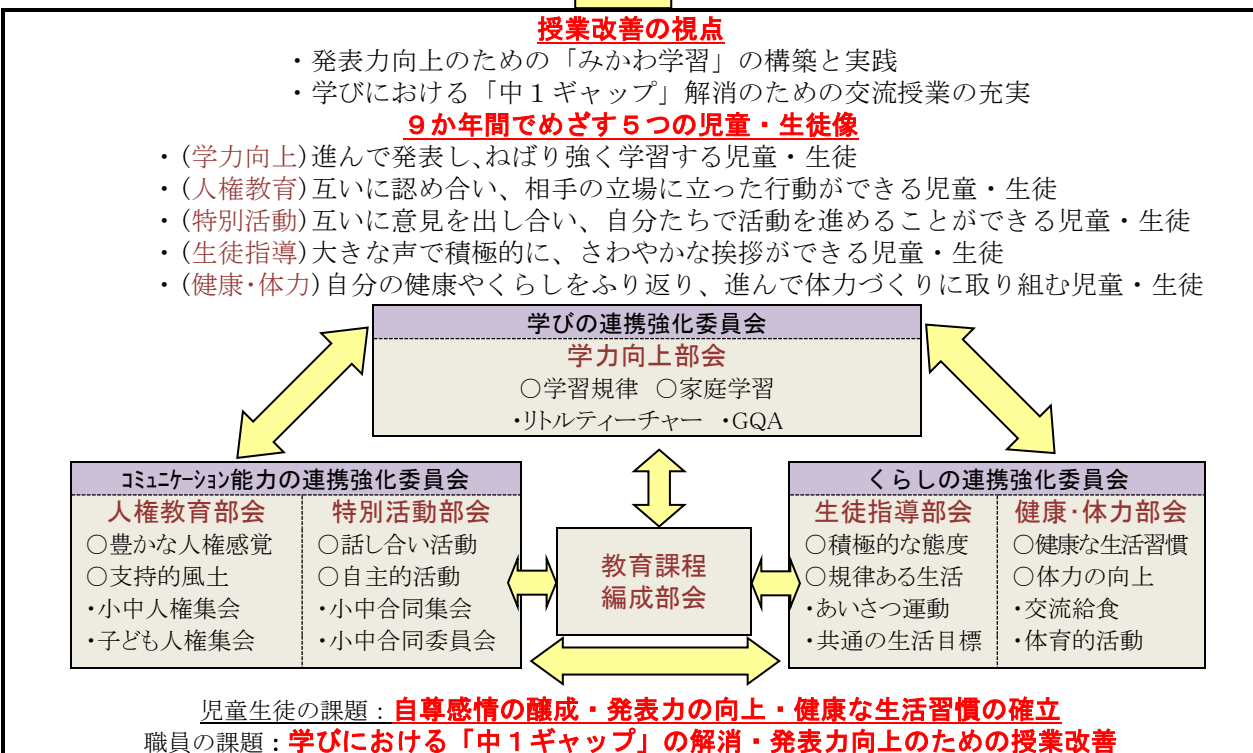 授業改善の視点
・発表力向上のための「みかわ学習」の構築と実践
・学びにおける「中１ギャップ」解消のための交流授業の充実
９か年間でめざす５つの児童・生徒像
・(学力向上)進んで発表し、ねばり強く学習する児童・生徒
・(人権教育)互いに認め合い、相手の立場に立った行動ができる児童・生徒
・(特別活動)互いに意見を出し合い、自分たちで活動を進めることができる児童・生徒
・(生徒指導)大きな声で積極的に、さわやかな挨拶ができる児童・生徒
・(健康・体力)自分の健康やくらしをふり返り、進んで体力づくりに取り組む児童・生徒
学びの連携強化委員会
学力向上部会
○学習規律 ○家庭学習
・リトルティーチャー ・GQA
ｺﾐｭﾆｹｰｼｮﾝ能力の連携強化委員会
人権教育部会
○豊かな人権感覚
○支持的風土
・小中人権集会
・子ども人権集会
特別活動部会
○話し合い活動
○自主的活動
・小中合同集会
・小中合同委員会
教育課程
編成部会
くらしの連携強化委員会
生徒指導部会
○積極的な態度
○規律ある生活
・あいさつ運動
・共通の生活目標
健康・体力部会
○健康な生活習慣
○体力の向上
・交流給食
・体育的活動
児童生徒の課題：自尊感情の醸成・発表力の向上・健康な生活習慣の確立
職員の課題：学びにおける「中１ギャップ」の解消・発表力向上のための授業改善